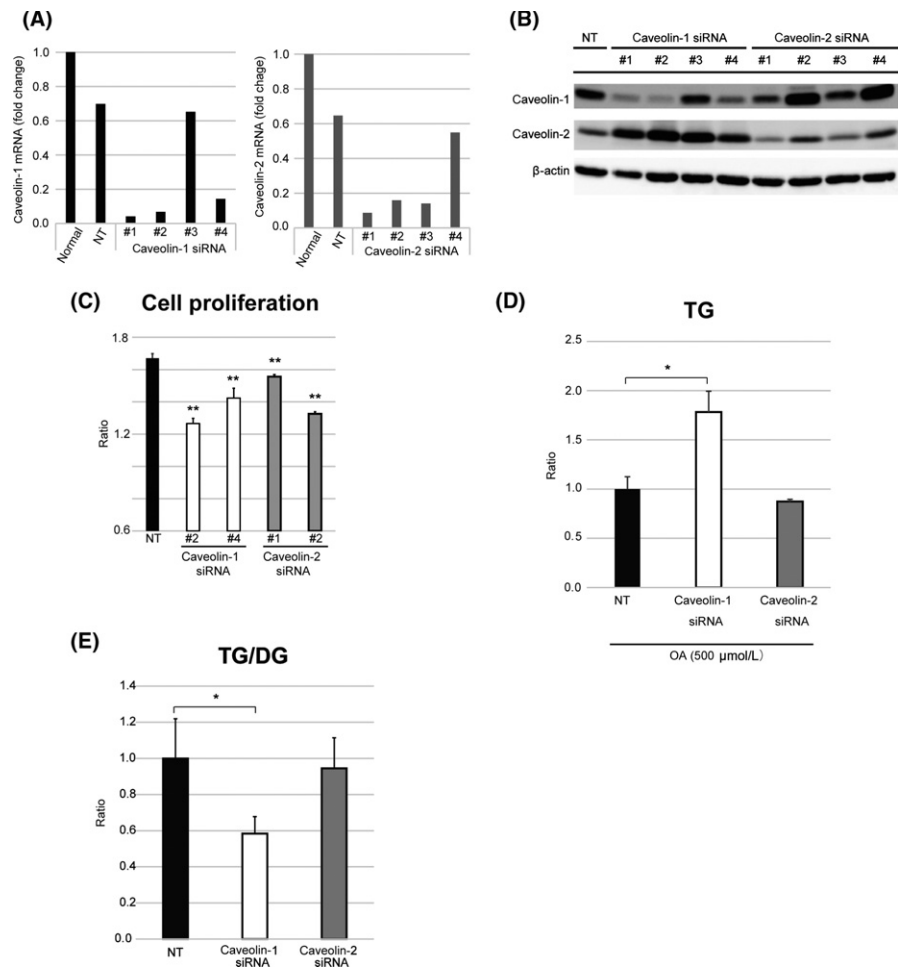 (A)
Caveolin-1 mRNA (fold change)
1.0
0.8
0.6
0.4
0.2
0.0
Normal
NT
#1 #2 #3 #4
Caveolin-1 siRNA
Caveolin-2 mRNA (fold change)
1.0
0.8
0.6
0.4
0.2
0.0
Normal
NT
#1 #2 #3 #4
Caveolin-2 siRNA
(B)
NT Caveolin-1 siRNA Caveolin-2 siRNA
#1 #2 #3 #4 #1 #2 #3 #4
Caveolin-1
Caveolin-2
β-actin
(C)
Cell proliferation
Ratio
1.8
1.2
0.6
** ** ** **
NT #2 #4 #1 #2
Caveolin-1 Caveolin-2
siRNA siRNA
(D)
TG
Ratio
2.5
2.0
1.5
1.0
0.5
0.0
*
NT Caveolin-1 Caveolin-2
siRNA siRNA
OA (500 μmol/L)
(E)
TG/DG
Ratio
1.4
1.2
1.0
0.8
0.6
0.4
0.2
0.0
*
NT Caveolin-1 Caveolin-2
siRNA siRNA